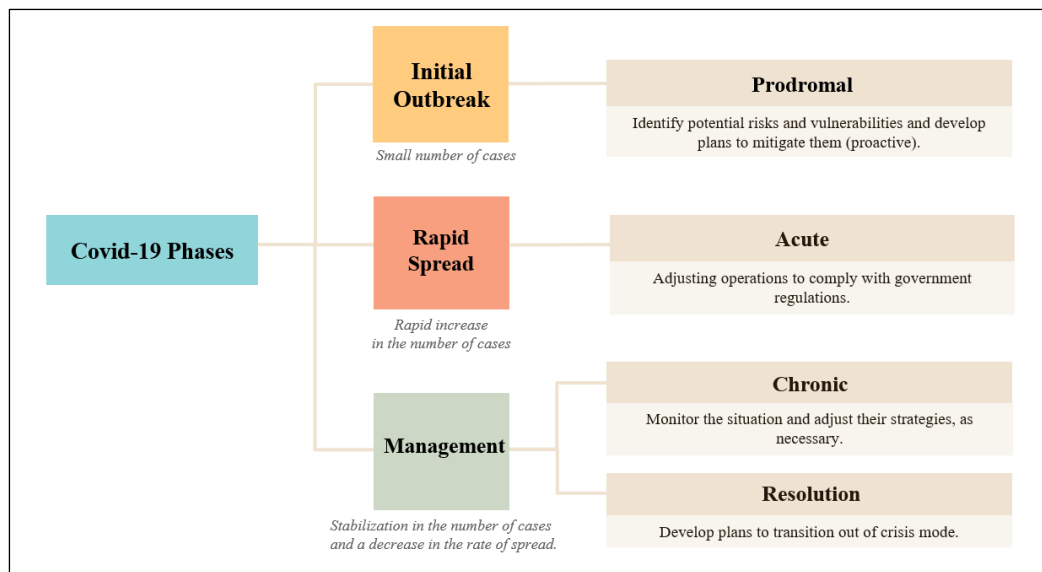 Covid-19 Phases
Initial
Outbreak
Small number of cases
Prodromal
Identify potential risks and vulnerabilities and develop
plans to mitigate them (proactive).
Rapid
Spread
Rapid increase
in the number of cases
Acute
Adjusting operations to comply with government
regulations.
Management
Stabilization in the number of cases
and a decrease in the rate of spread.
Chronic
Monitor the situation and adjust their strategies, as
necessary.
Resolution
Develop plans to transition out of crisis mode.